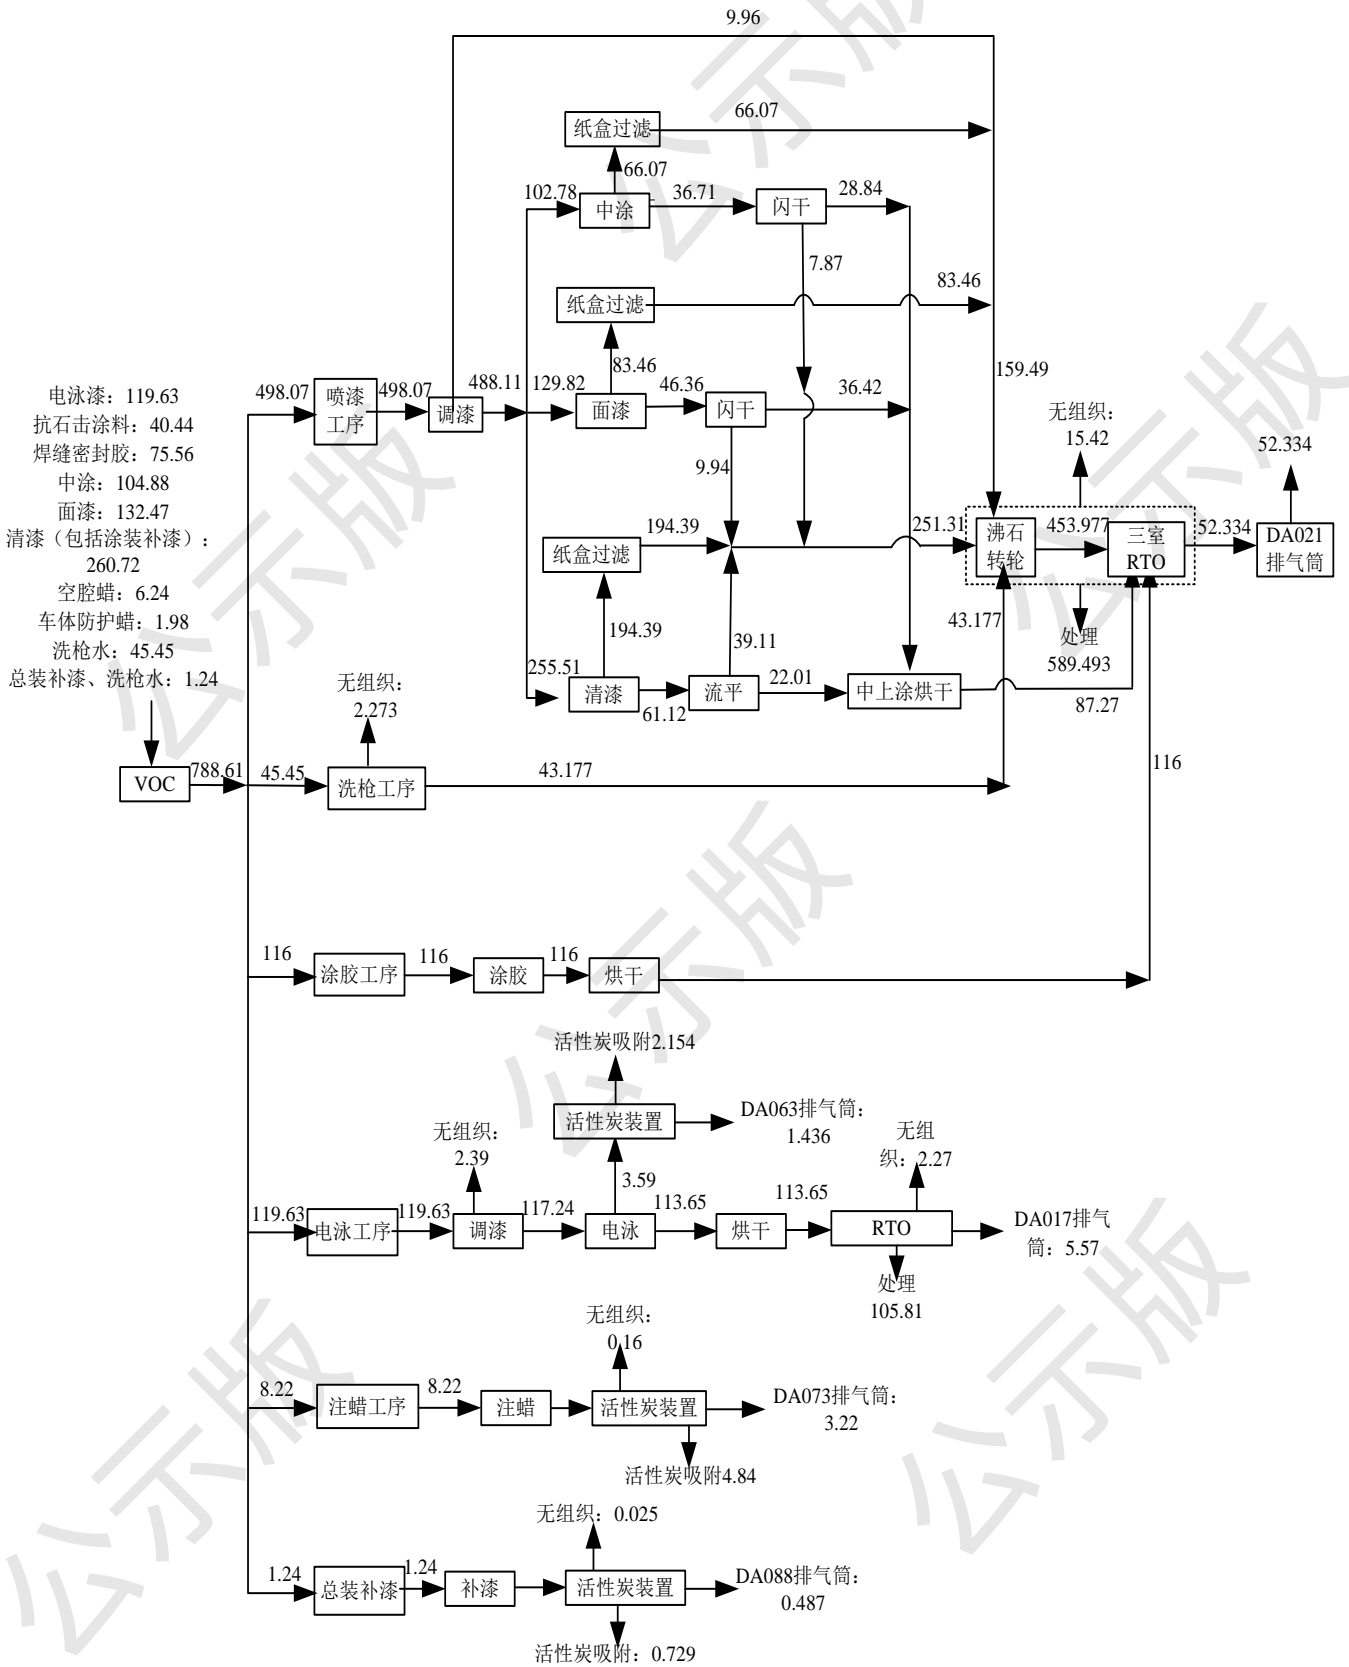 9.96
纸盒过滤
66.07
66.07
102.78
中涂
36.71
闪干
28.84
7.87
纸盒过滤
83.46
83.46
159.49
电泳漆：119.63
抗石击涂料：40.44
焊缝密封胶：75.56
中涂：104.88
面漆：132.47
清漆（包括涂装补漆）：
260.72
空腔蜡：6.24
车体防护蜡：1.98
洗枪水：45.45
总装补漆、洗枪水：1.24
VOC
788.61
498.07
喷漆
工序
498.07
调漆
488.11
129.82
面漆
46.36
闪干
36.42
9.94
纸盒过滤
194.39
194.39
255.51
清漆
61.12
流平
39.11
22.01
中上涂烘干
87.27
251.31
沸石
转轮
453.977
三室
RTO
52.334
DA021
排气筒
52.334
无组织：
15.42
处理
589.493
43.177
116
无组织：
2.273
45.45
洗枪工序
43.177
116
涂胶工序
116
涂胶
116
烘干
活性炭吸附2.154
活性炭装置
DA063排气筒：
1.436
3.59
无组织：
2.39
119.63
电泳工序
119.63
调漆
117.24
电泳
113.65
烘干
113.65
RTO
无组
织：2.27
DA017排气
筒：5.57
处理
105.81
无组织：
0.16
8.22
注蜡工序
8.22
注蜡
活性炭装置
DA073排气筒：
3.22
活性炭吸附4.84
无组织：0.025
1.24
总装补漆
1.24
补漆
活性炭装置
DA088排气筒：
0.487
活性炭吸附：0.729
公示版
公示版
公示版
公示版
公示版
公示版